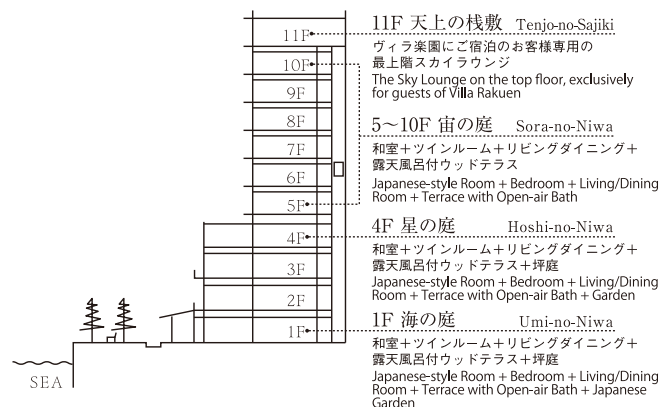 11F
10F
9F
8F
7F
6F
5F
4F
3F
2F
1F
SEA
11F 天上の桟敷 Tenjo-no-Sajiki
ヴィラ楽園にご宿泊のお客様専用の
最上階スカイラウンジ
The Sky Lounge on the top floor, exclusively
for guests of Villa Rakuen
5〜10F 宙の庭 Sora-no-Niwa
和室+ツインルーム+リビングダイニング+
露天風呂付ウッドテラス
Japanese-style Room + Bedroom + Living/Dining
Room + Terrace with Open-air Bath
4F 星の庭 Hoshi-no-Niwa
和室+ツインルーム+リビングダイニング+
露天風呂付ウッドテラス+坪庭
Japanese-style Room + Bedroom + Living/Dining
Room + Terrace with Open-air Bath + Garden
1F 海の庭 Umi-no-Niwa
和室+ツインルーム+リビングダイニング+
露天風呂付ウッドテラス+坪庭
Japanese-style Room + Bedroom + Living/Dining
Room + Terrace with Open-air Bath + Japanese
Garden